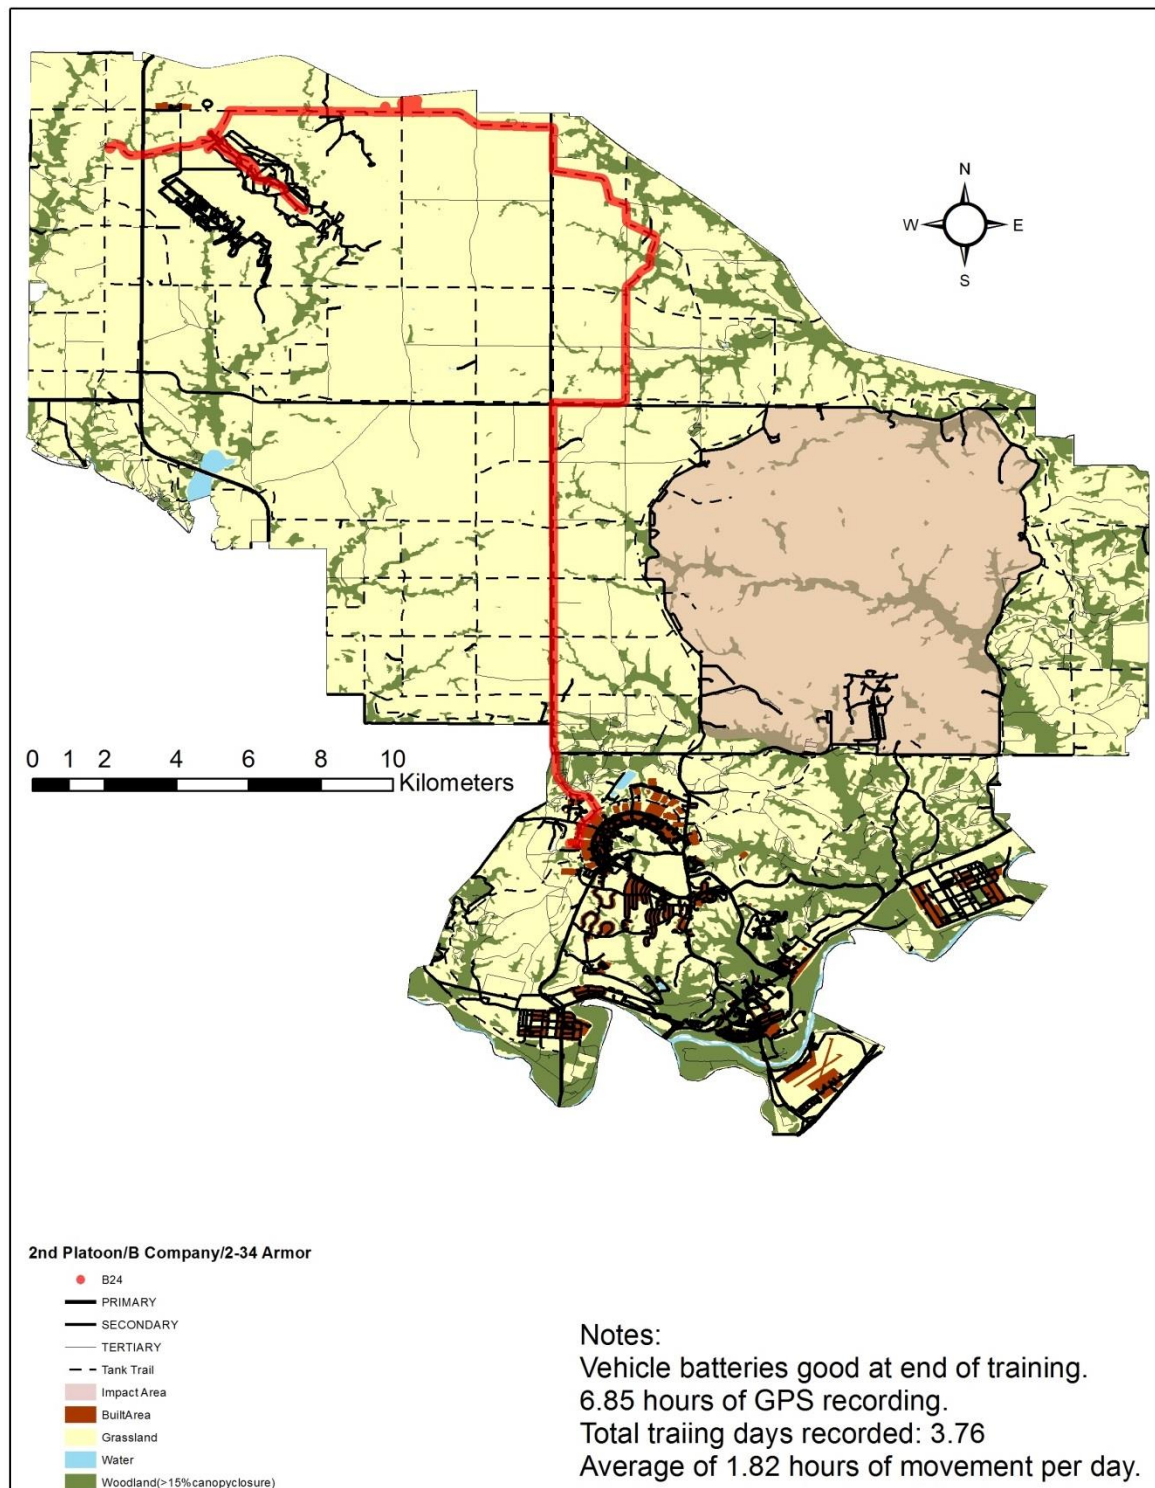 N
W E
S
0 1 2 4 6 8 10
Kilometers
2nd Platoon/B Company/2-34 Armor
B24
PRIMARY
SECONDARY
TERTIARY
Tank Trail
Impact Area
BuiltArea
Grassland
Water
Woodland(>15%canopyclosure)
Notes:
Vehicle batteries good at end of training.
6.85 hours of GPS recording.
Total traiing days recorded: 3.76
Average of 1.82 hours of movement per day.